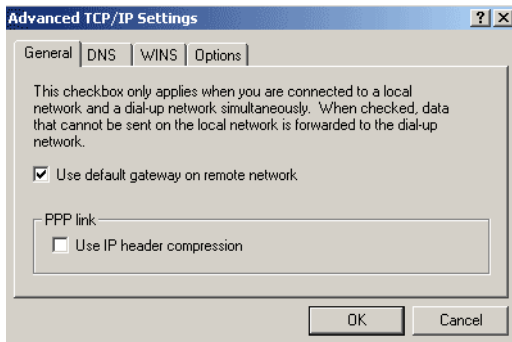 Advanced TCP/IP Settings
General DNS WINS Options
This checkbox only applies when you are connected to a local
network and a dial-up network simultaneously. When checked, data
that cannot be sent on the local network is forwarded to the dial-up
network.
Use default gateway on remote network
PPP link
Use IP header compression
OK Cancel